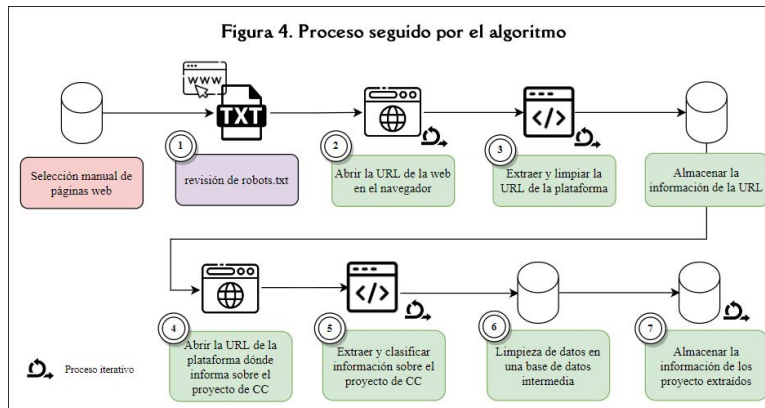 Figura 4. Proceso seguido por el algoritmo
WWW
TXT
</>
1
2
3
Selección manual de
páginas web
revisión de robots.txt
Abrir la URL de la web
en el navegador
Extraer y limpiar la
URL de la plataforma
Almacenar la
información de la URL
</>
4
5
6
7
Abrir la URL de la
plataforma dónde
informa sobre el
proyecto de CC
Extraer y clasificar
información sobre el
proyecto de CC
Limpieza de datos en
una base de datos
intermedia
Almacenar la
información de los
proyecto extraídos
Proceso iterativo